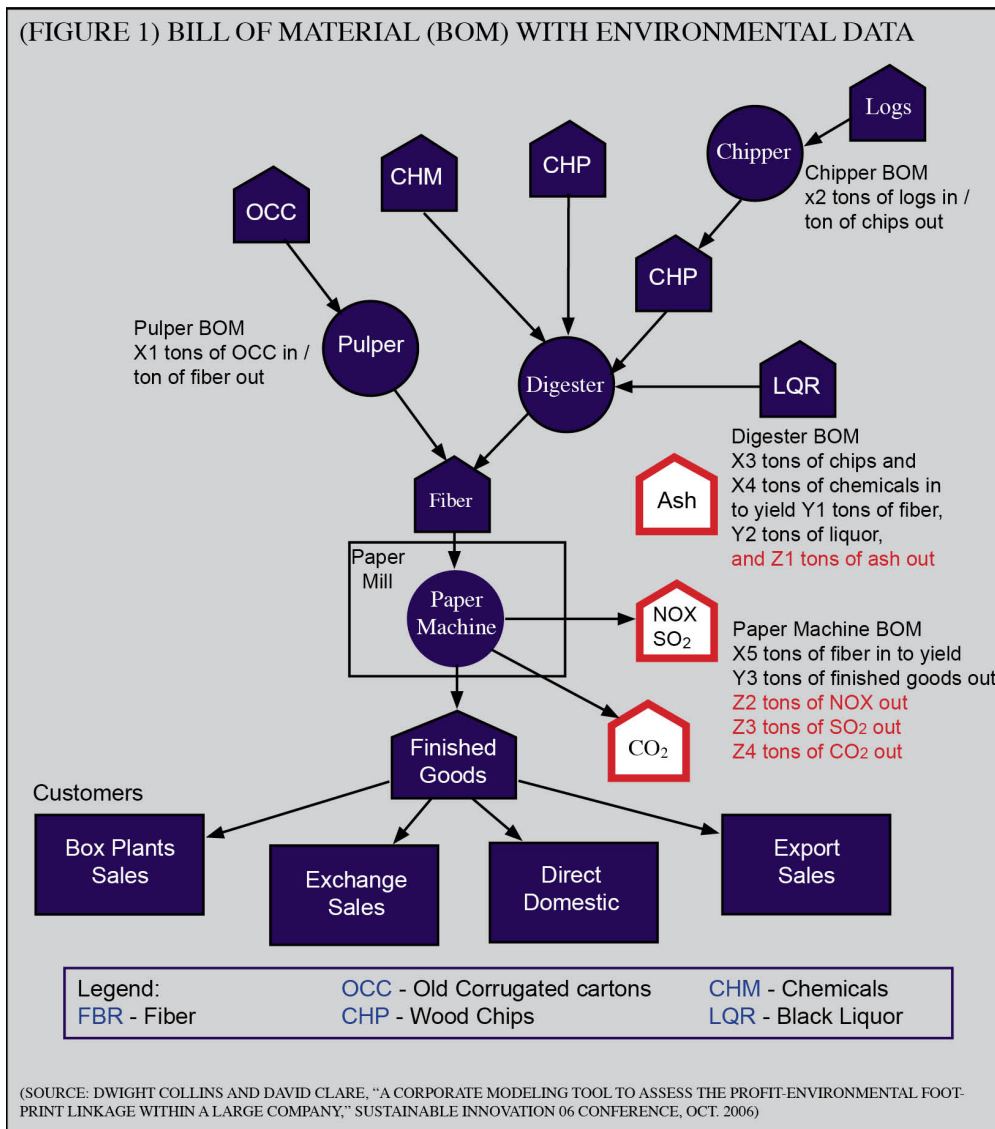 (FIGURE 1) BILL OF MATERIAL (BOM) WITH ENVIRONMENTAL DATA
Logs
Chipper
CHM
CHP
OCC
Chipper BOM
x2 tons of logs in /
ton of chips out
CHP
Pulper BOM
X1 tons of OCC in /
ton of fiber out
Pulper
Digester
LQR
Digester BOM
X3 tons of chips and
X4 tons of chemicals in
to yield Y1 tons of fiber,
Y2 tons of liquor,
and Z1 tons of ash out
Ash
Fiber
Paper
Mill
Paper
Machine
NOX
SO₂
Paper Machine BOM
X5 tons of fiber in to yield
Y3 tons of finished goods out
Z2 tons of NOX out
Z3 tons of SO₂ out
Z4 tons of CO₂ out
CO₂
Finished
Goods
Customers
Box Plants
Sales
Exchange
Sales
Direct
Domestic
Export
Sales
Legend:
FBR - Fiber
OCC - Old Corrugated cartons
CHP - Wood Chips
CHM - Chemicals
LQR - Black Liquor
(SOURCE: DWIGHT COLLINS AND DAVID CLARE, “A CORPORATE MODELING TOOL TO ASSESS THE PROFIT-ENVIRONMENTAL FOOT-
PRINT LINKAGE WITHIN A LARGE COMPANY,” SUSTAINABLE INNOVATION 06 CONFERENCE, OCT. 2006)